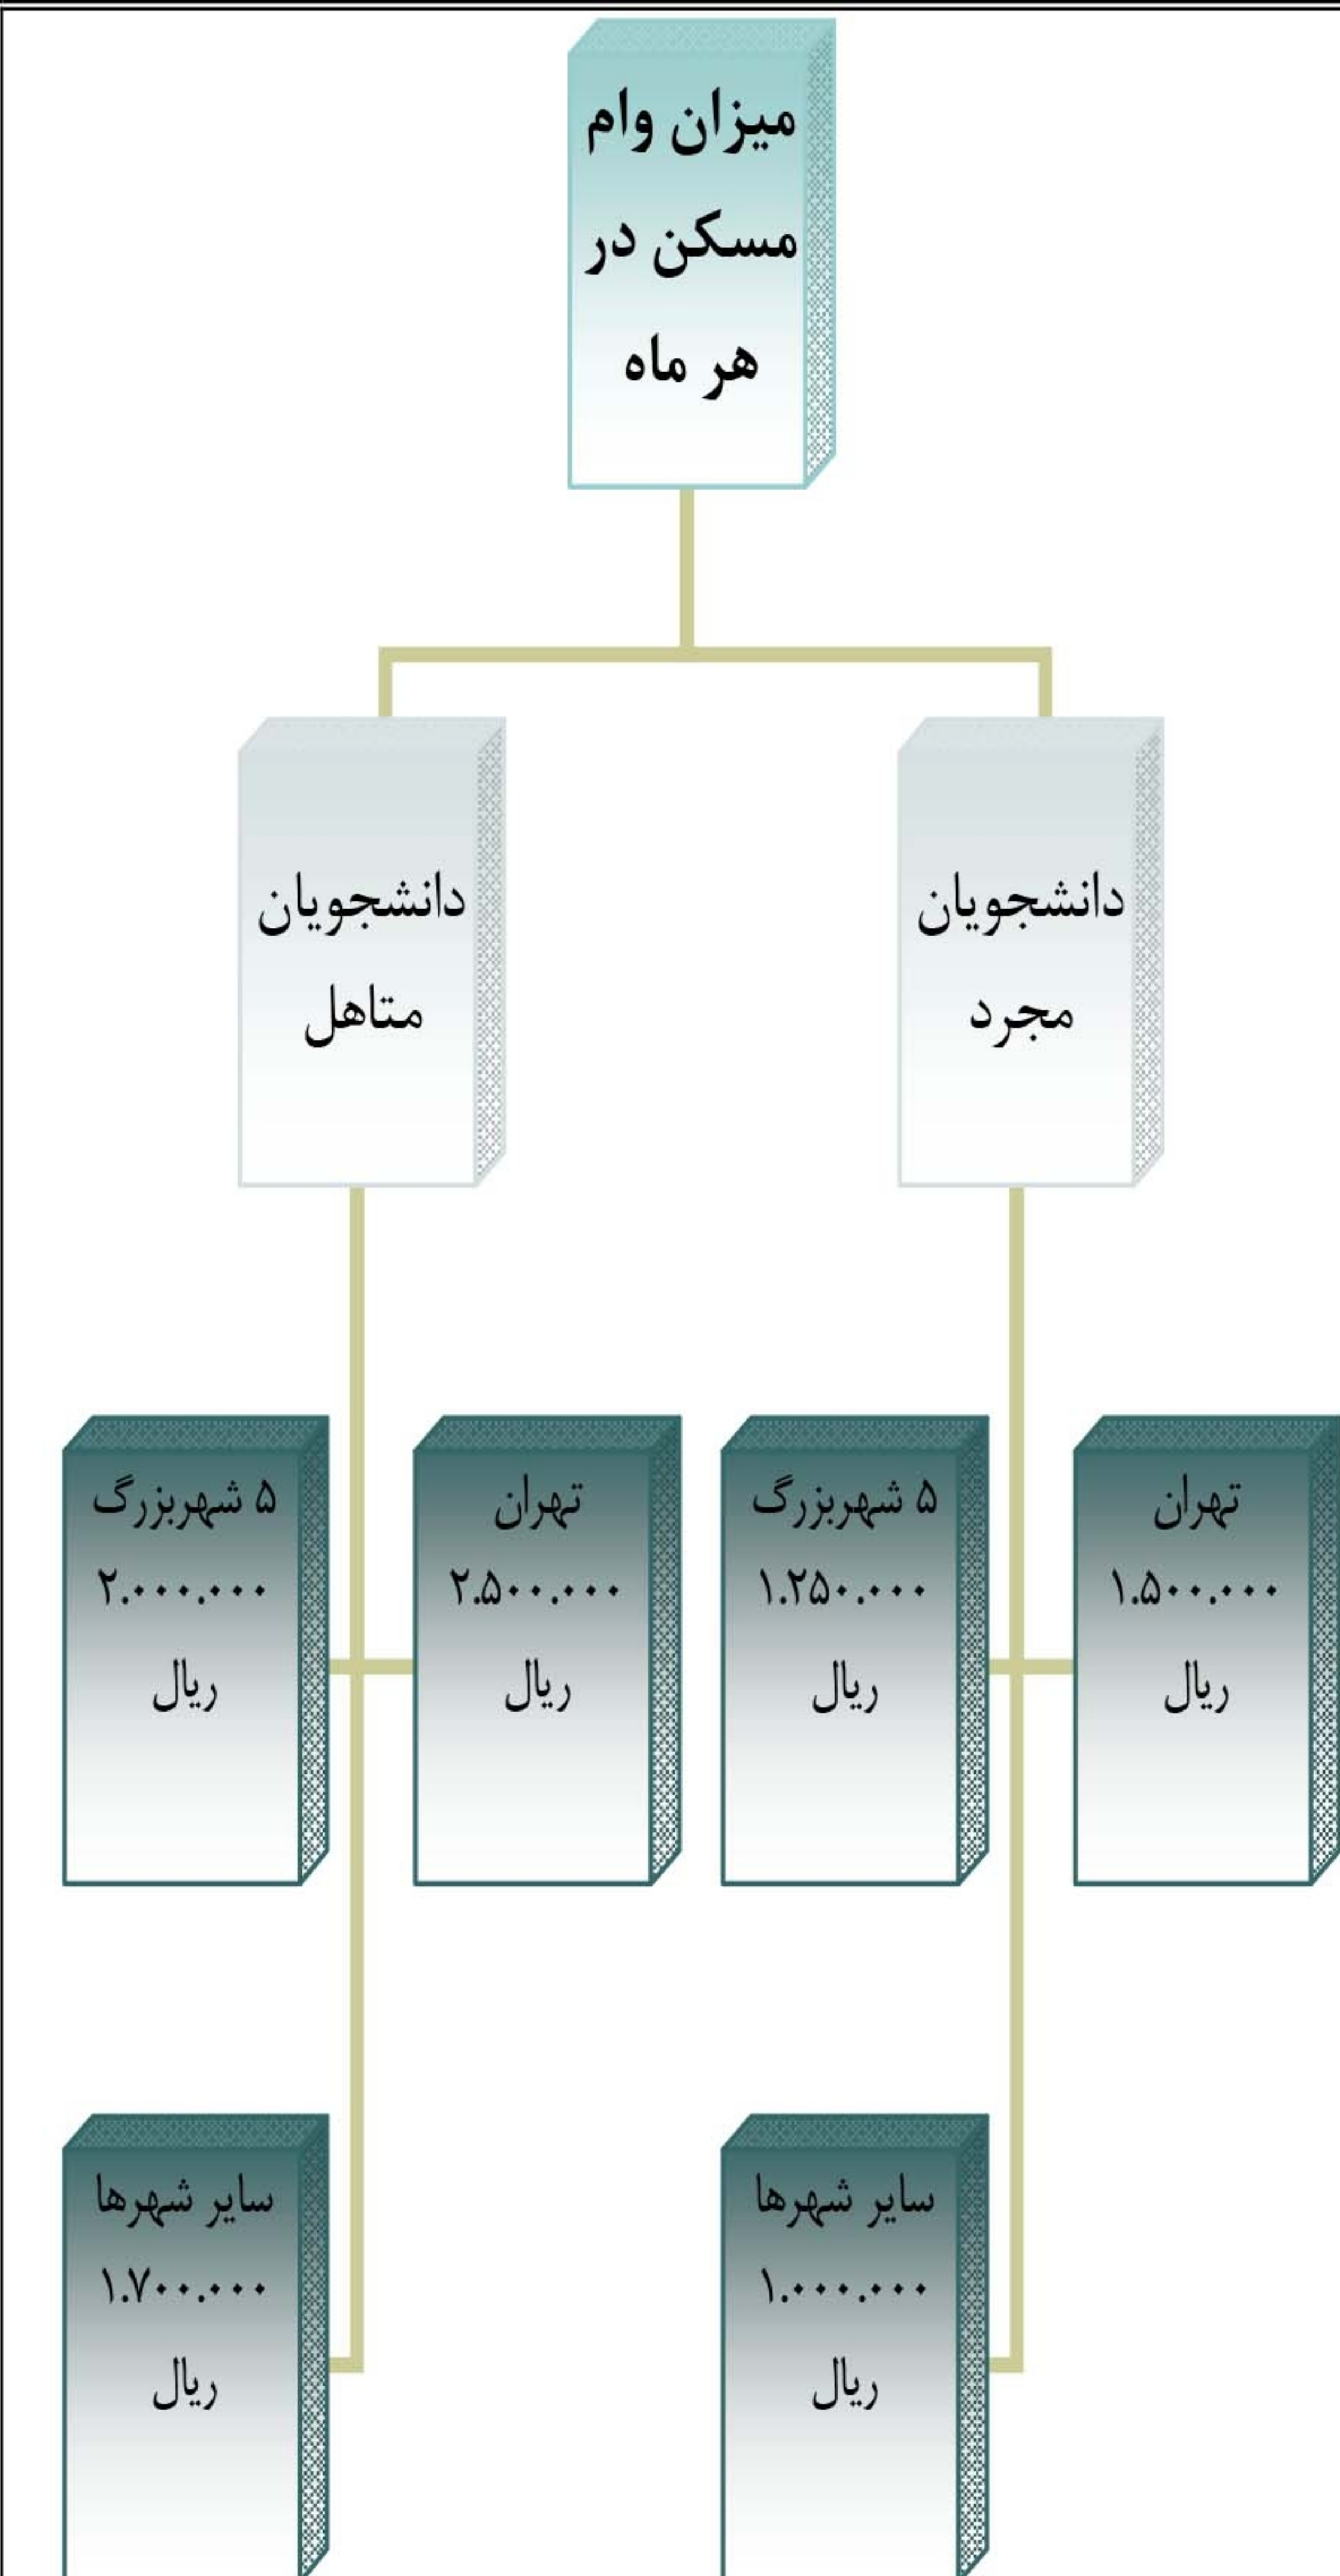 میزان وام
مسکن در
هر ماه
دانشجویان
مجرد
دانشجویان
متاهل
تهران
۱.۵۰۰.۰۰۰
ریال
۵ شهربزرگ
۱.۲۵۰.۰۰۰
ریال
تهران
۲.۵۰۰.۰۰۰
ریال
۵ شهربزرگ
۲.۰۰۰.۰۰۰
ریال
سایر شهرها
۱.۰۰۰.۰۰۰
ریال
سایر شهرها
۱.۷۰۰.۰۰۰
ریال